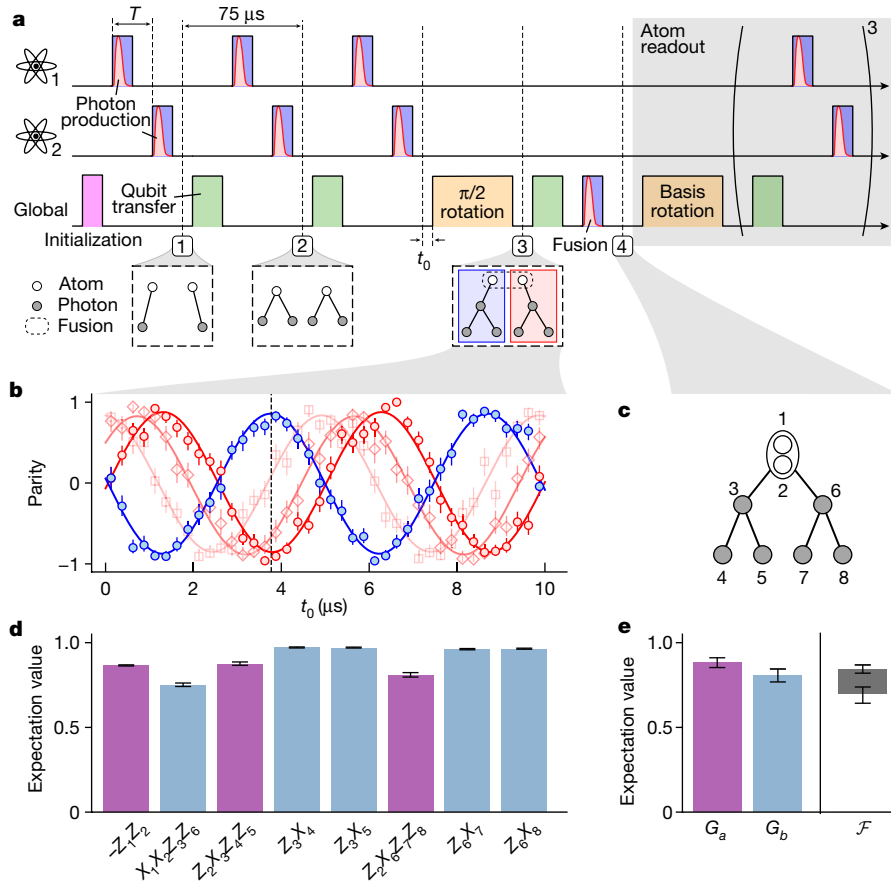 a
T
75 μs
Atom
readout
3
1
Photon
production
2
Qubit
transfer
π/2
rotation
Basis
rotation
Global
Initialization
1
2
t₀
3
Fusion
4
Atom
Photon
Fusion
b
c
1
0
−1
Parity
0
2
4
6
8
10
t₀ (μs)
1
2
3
6
4
5
7
8
d
1.0
0.5
0
Expectation value
-Z₁Z₂
X₁X₂Z₃Z₆
Z₂X₃Z₄Z₅
Z₃X₄
Z₃X₅
Z₂X₆Z₇Z₈
Z₆X₇
Z₆X₈
e
1.0
0.5
0
Expectation value
Gₐ
G_b
ℱ